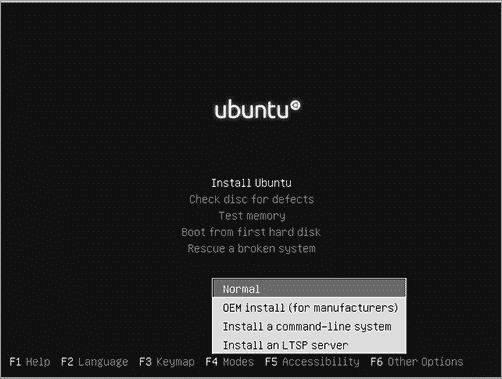 ubuntu
Install Ubuntu
Check disc for defects
Test memory
Boot from first hard disk
Rescue a broken system
Normal
OEM install (for manufacturers)
Install a command-line system
Install an LTSP server
F1 Help F2 Language F3 Keymap F4 Modes F5 Accessibility F6 Other Options